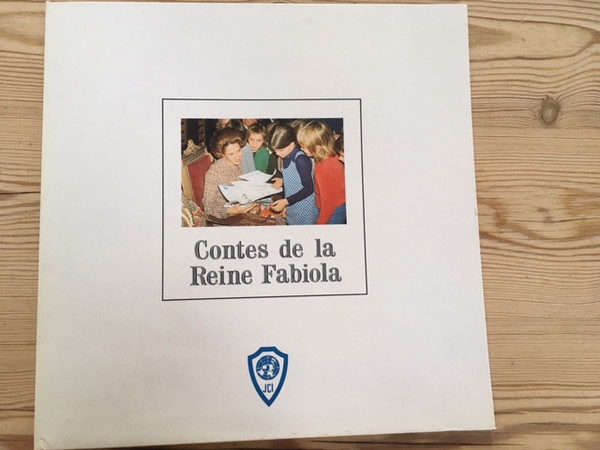 Contes de la
Reine Fabiola
JCI